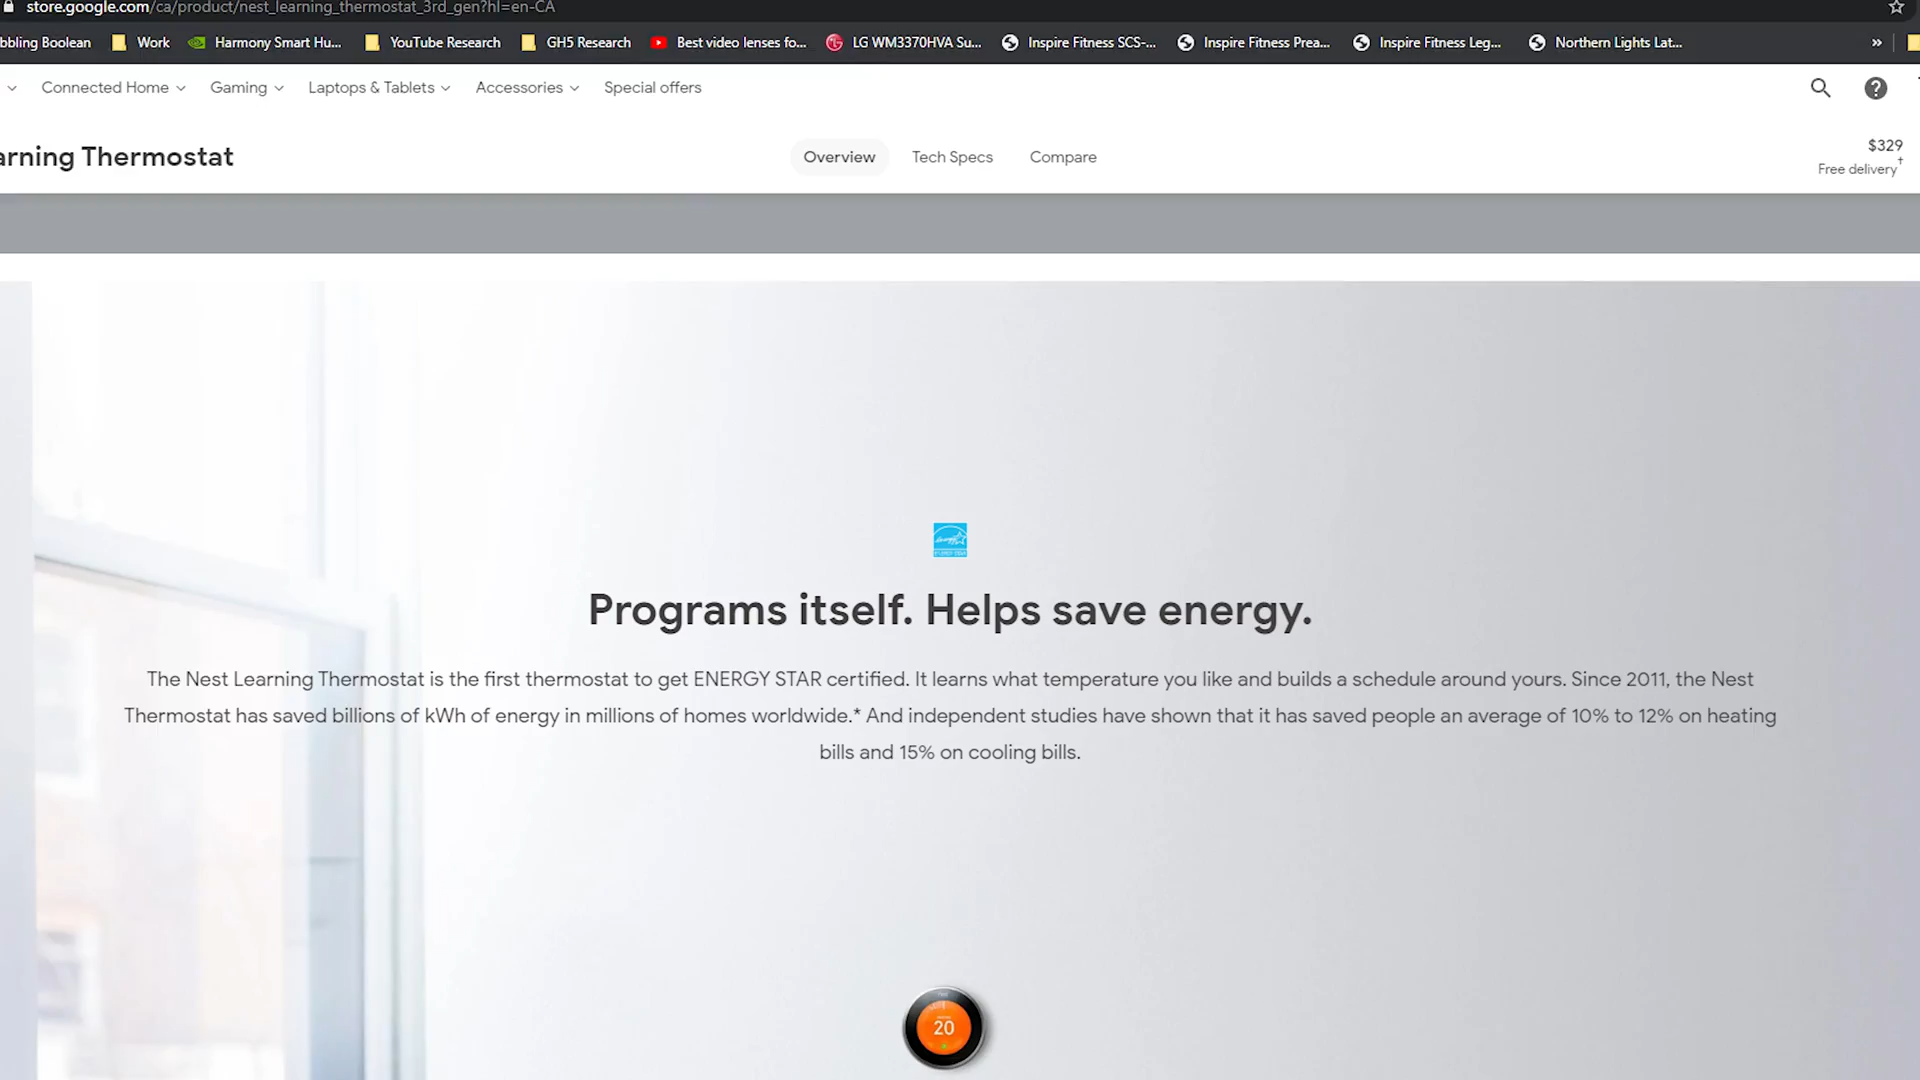 store.google.com/ca/product/nest_learning_thermostat_3rd_gen?hl=en-CA
bbling Boolean Work Harmony Smart Hu... YouTube Research GH5 Research Best video lenses fo... LG WM3370HVA Su... Inspire Fitness SCS-... Inspire Fitness Prea... Inspire Fitness Leg... Northern Lights Lat... »
Connected Home Gaming Laptops & Tablets Accessories Special offers
arning Thermostat Overview Tech Specs Compare $329
Free delivery†
Programs itself. Helps save energy.
The Nest Learning Thermostat is the first thermostat to get ENERGY STAR certified. It learns what temperature you like and builds a schedule around yours. Since 2011, the Nest
Thermostat has saved billions of kWh of energy in millions of homes worldwide.* And independent studies have shown that it has saved people an average of 10% to 12% on heating
bills and 15% on cooling bills.
20